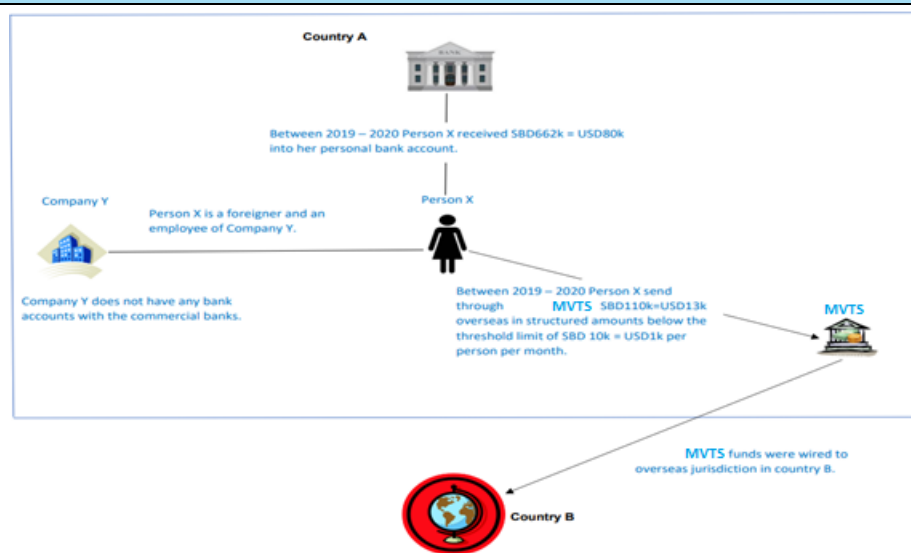 Country A
BANK
Between 2019 – 2020 Person X received SBD662k = USD80k
into her personal bank account.
Company Y
Person X is a foreigner and an
employee of Company Y.
Person X
Company Y does not have any bank
accounts with the commercial banks.
Between 2019 – 2020 Person X send
through MVTS SBD110k=USD13k
overseas in structured amounts below the
threshold limit of SBD 10k = USD1k per
person per month.
MVTS
MVTS funds were wired to
overseas jurisdiction in country B.
Country B